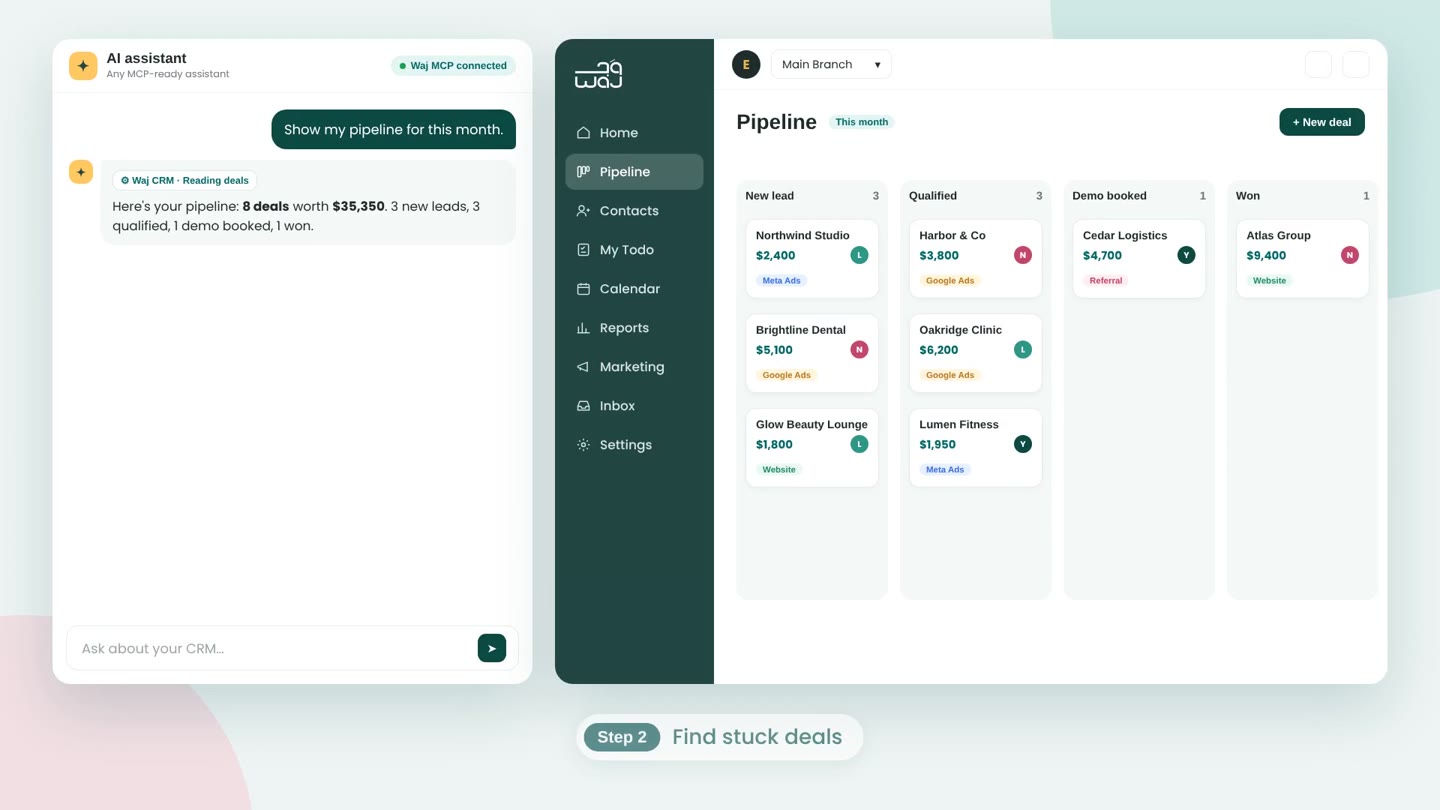 AI assistant
Any MCP-ready assistant
Waj MCP connected
Show my pipeline for this month.
Waj CRM · Reading deals
Here's your pipeline: 8 deals worth $35,350. 3 new leads, 3
qualified, 1 demo booked, 1 won.
Ask about your CRM...
waj
Home
Pipeline
Contacts
My Todo
Calendar
Reports
Marketing
Inbox
Settings
E
Main Branch
Pipeline
This month
+ New deal
New lead 3
Northwind Studio
$2,400 L
Meta Ads
Brightline Dental
$5,100 N
Google Ads
Glow Beauty Lounge
$1,800 L
Website
Qualified 3
Harbor & Co
$3,800 N
Google Ads
Oakridge Clinic
$6,200 L
Google Ads
Lumen Fitness
$1,950 Y
Meta Ads
Demo booked 1
Cedar Logistics
$4,700 Y
Referral
Won 1
Atlas Group
$9,400 N
Website
Step 2 Find stuck deals